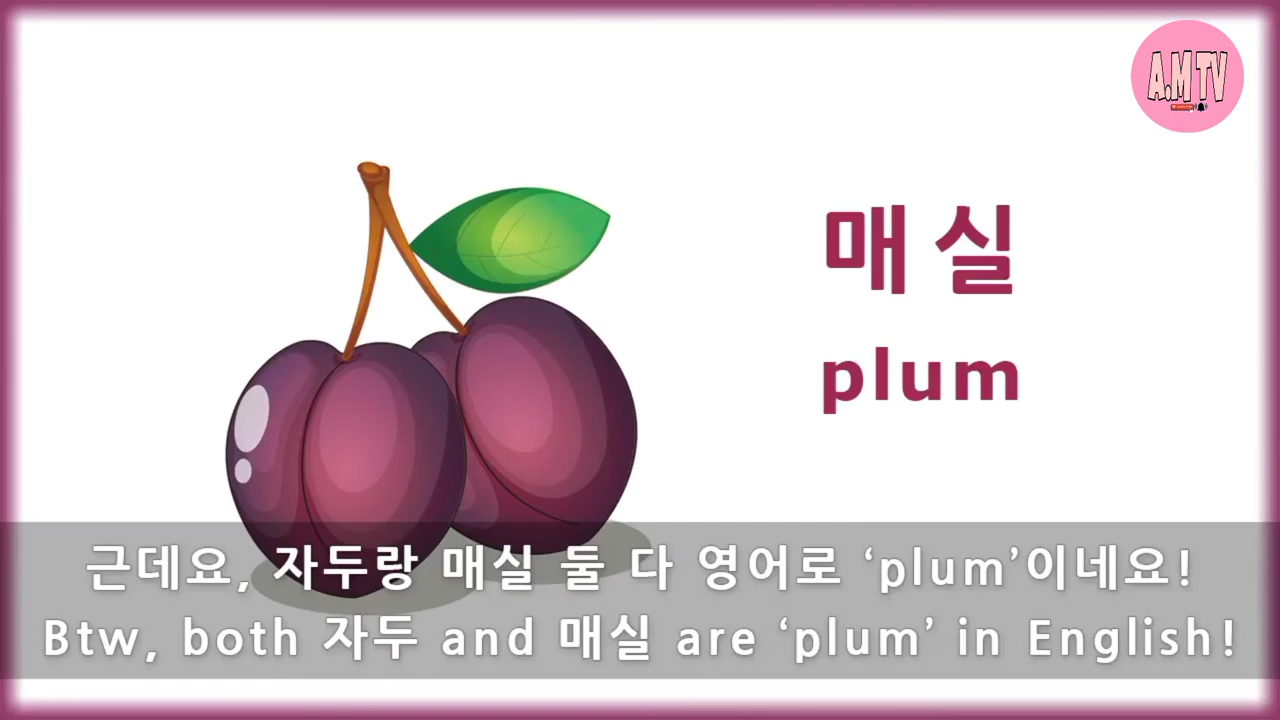 A.M TV
매실
plum
근데요, 자두랑 매실 둘 다 영어로 ‘plum’이네요!
Btw, both 자두 and 매실 are ‘plum’ in English!